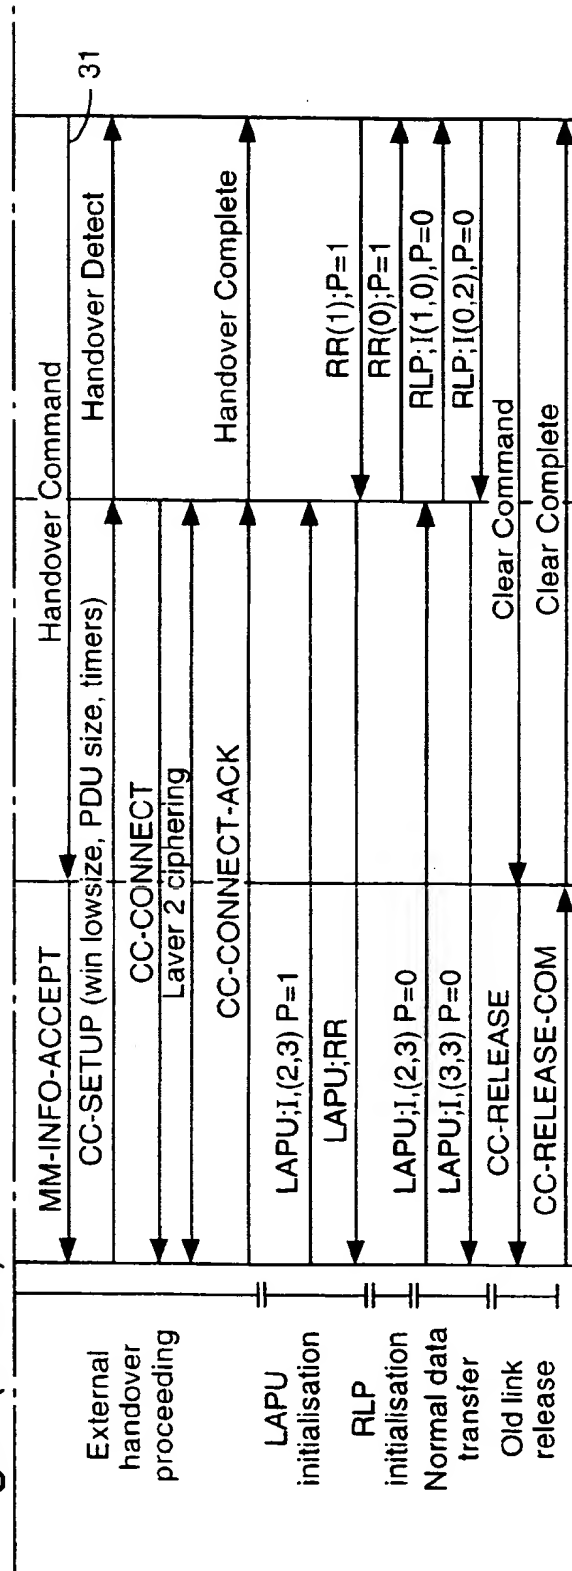 31
Handover Command
MM-INFO-ACCEPT
CC-SETUP (win lowsize, PDU size, timers)
Handover Detect
CC-CONNECT
Laver 2 ciphering
CC-CONNECT-ACK
Handover Complete
LAPU;I,(2,3) P=1
LAPU;RR
RR(1);P=1
RR(0);P=1
LAPU;I,(2,3) P=0
RLP;I(1,0),P=0
LAPU;I,(3,3) P=0
RLP;I(0,2),P=0
CC-RELEASE
Clear Command
CC-RELEASE-COM
Clear Complete
External
handover
proceeding
LAPU
initialisation
RLP
initialisation
Normal data
transfer
Old link
release